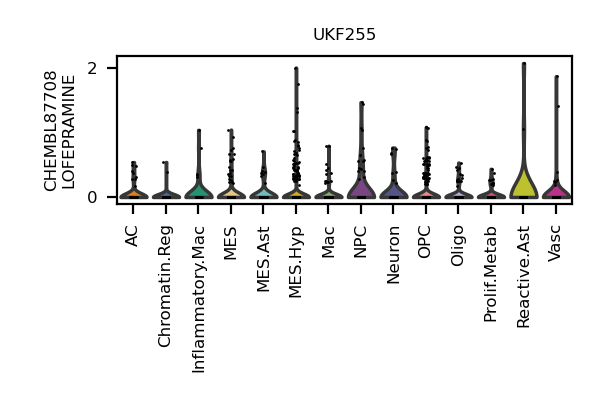 UKF255
CHEMBL87708
LOFEPRAMINE
2
0
AC
Chromatin.Reg
Inflammatory.Mac
MES
MES.Ast
MES.Hyp
Mac
NPC
Neuron
OPC
Oligo
Prolif.Metab
Reactive.Ast
Vasc